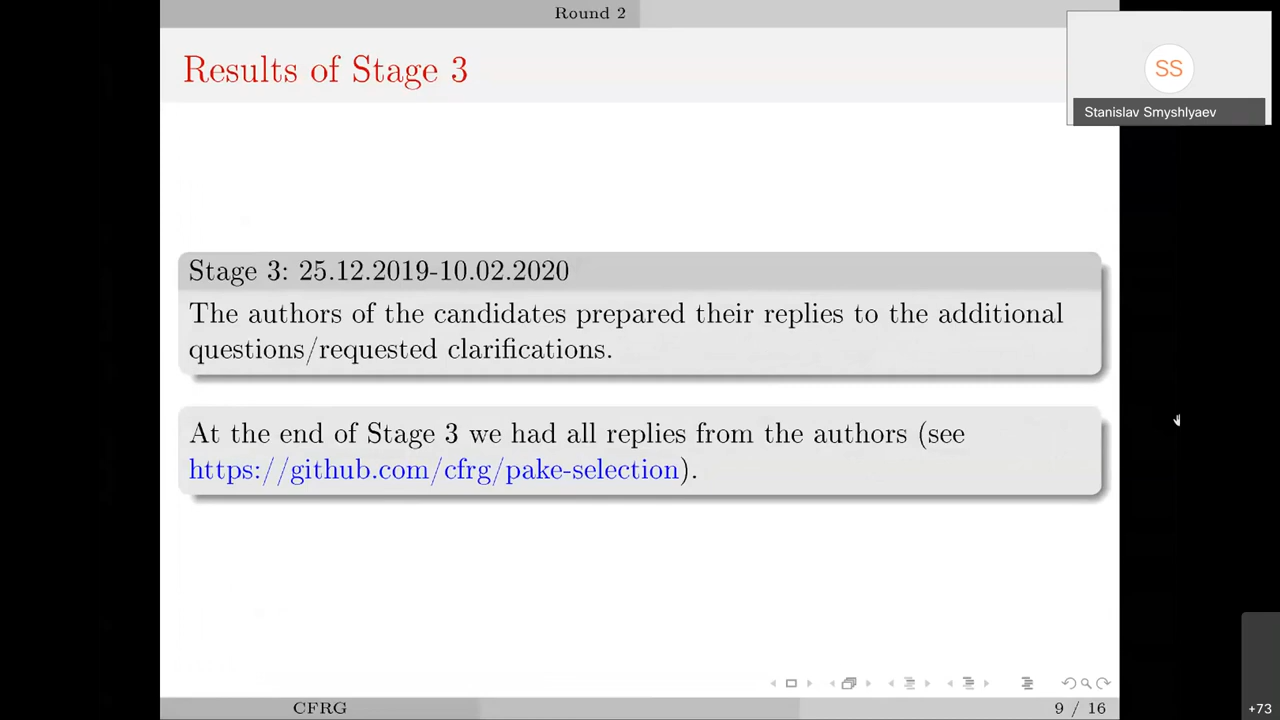 Round 2
Results of Stage 3
SS
Stanislav Smyshlyaev
Stage 3: 25.12.2019-10.02.2020
The authors of the candidates prepared their replies to the additional
questions/requested clarifications.
At the end of Stage 3 we had all replies from the authors (see
https://github.com/cfrg/pake-selection).
CFRG
9 / 16
+73